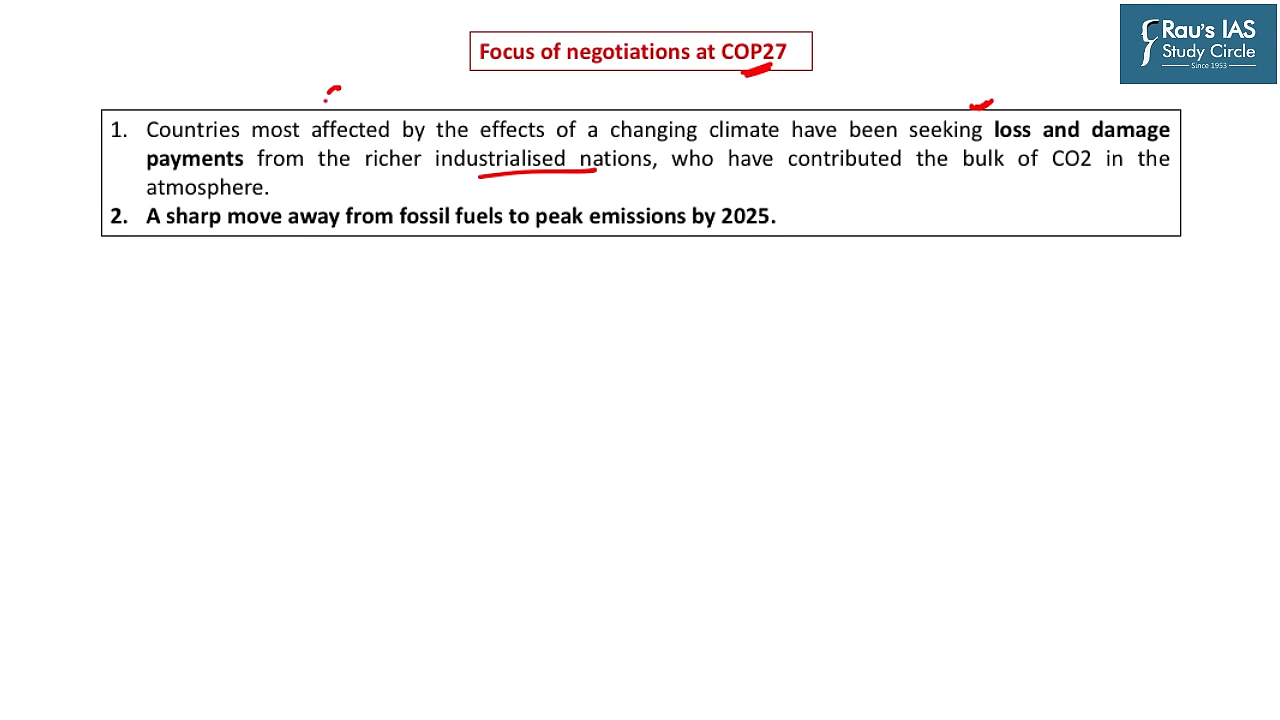 Rau's IAS
Study Circle
Since 1953
Focus of negotiations at COP27
1. Countries most affected by the effects of a changing climate have been seeking loss and damage
payments from the richer industrialised nations, who have contributed the bulk of CO2 in the
atmosphere.
2. A sharp move away from fossil fuels to peak emissions by 2025.